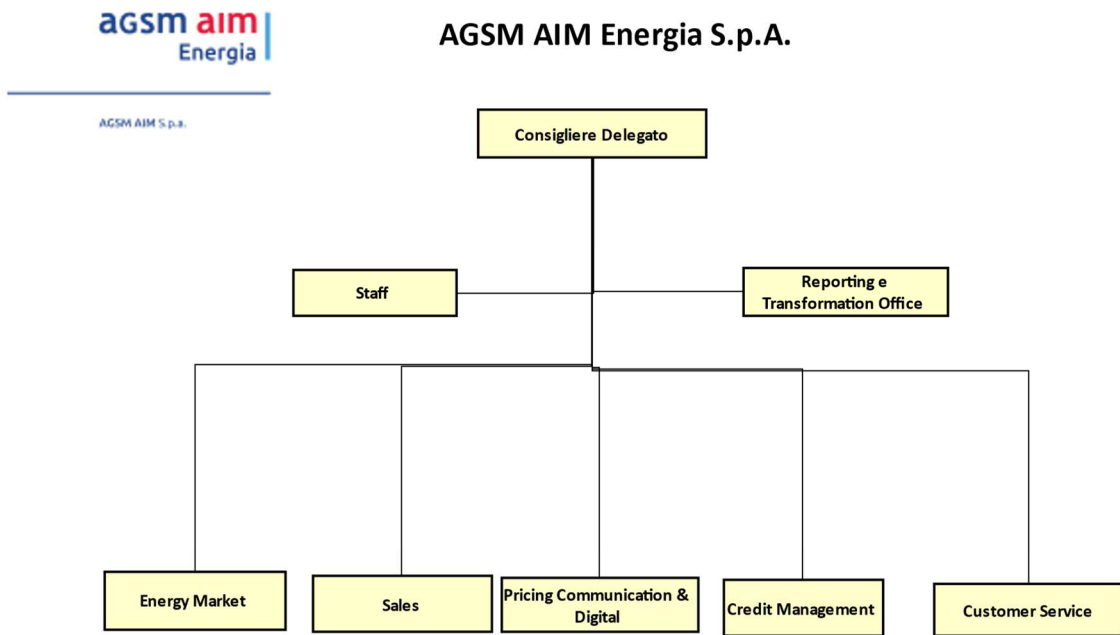 agsm aim
Energia
AGSM AIM Energia S.p.A.
AGSM AIM S.p.a.
Consigliere Delegato
Staff
Reporting e
Transformation Office
Energy Market
Sales
Pricing Communication &
Digital
Credit Management
Customer Service